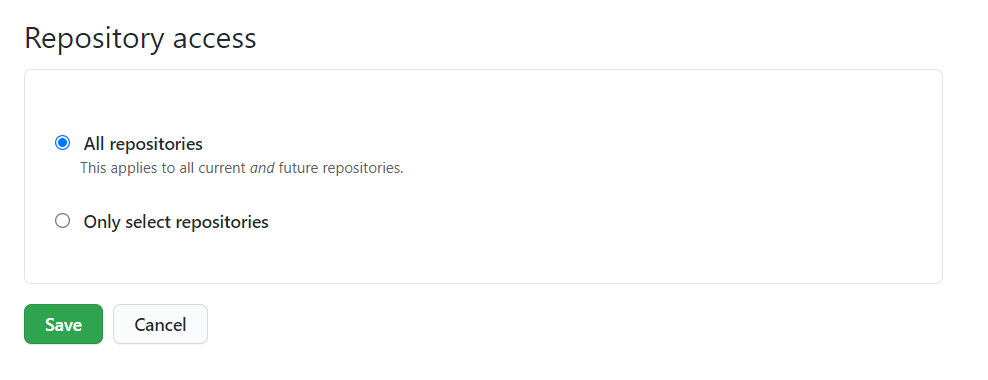 Repository access
All repositories
This applies to all current and future repositories.
Only select repositories
Save
Cancel